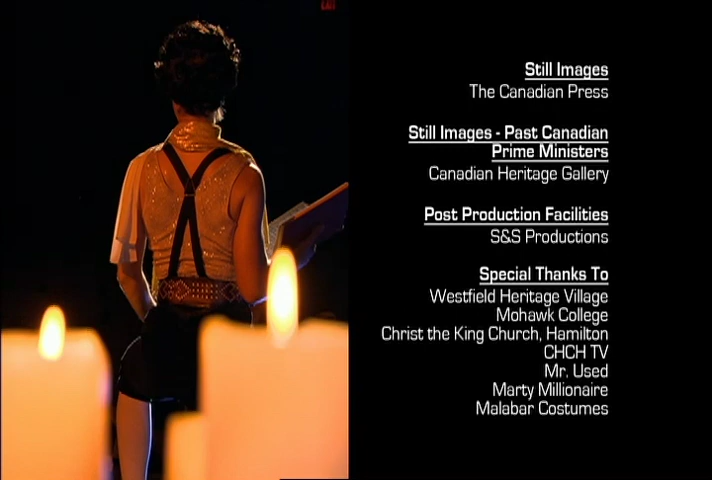 Still Images
The Canadian Press
Still Images - Past Canadian
Prime Ministers
Canadian Heritage Gallery
Post Production Facilities
S&S Productions
Special Thanks To
Westfield Heritage Village
Mohawk College
Christ the King Church, Hamilton
CHCH TV
Mr. Used
Marty Millionaire
Malabar Costumes